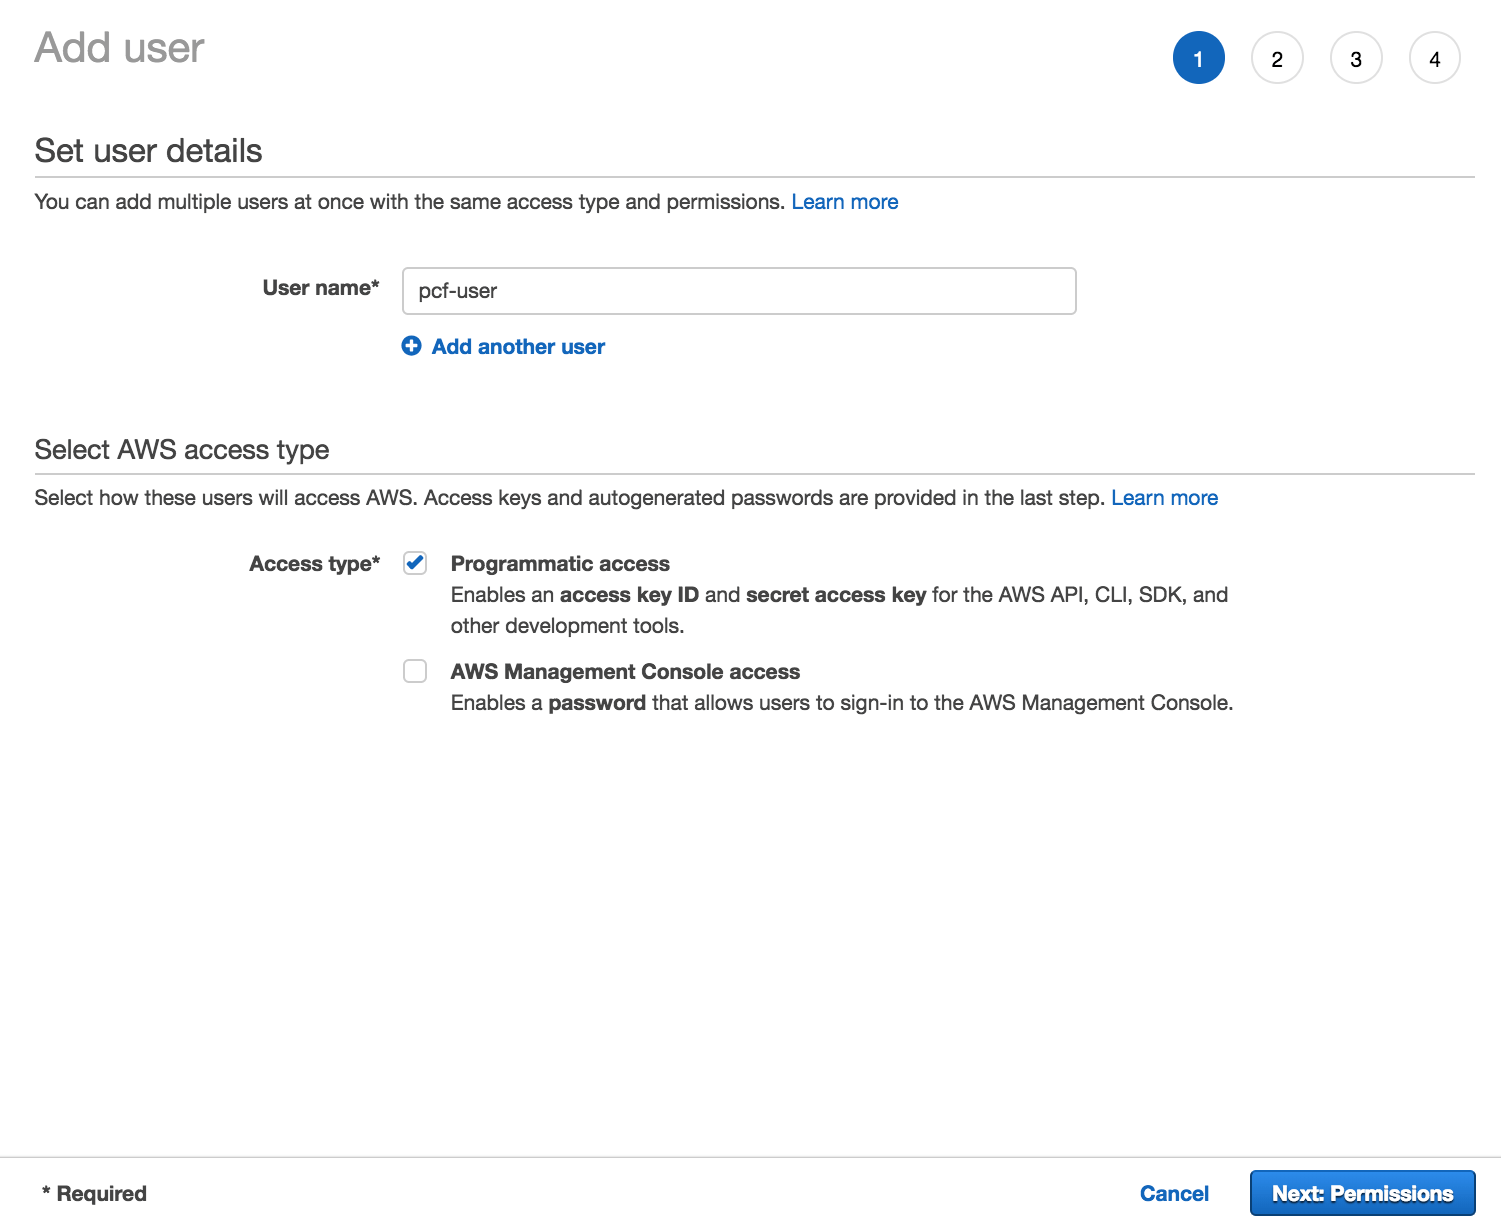 Add user
1 2 3 4
Set user details
You can add multiple users at once with the same access type and permissions. Learn more
User name* pcf-user
Add another user
Select AWS access type
Select how these users will access AWS. Access keys and autogenerated passwords are provided in the last step. Learn more
Access type* Programmatic access
Enables an access key ID and secret access key for the AWS API, CLI, SDK, and
other development tools.
AWS Management Console access
Enables a password that allows users to sign-in to the AWS Management Console.
* Required Cancel Next: Permissions